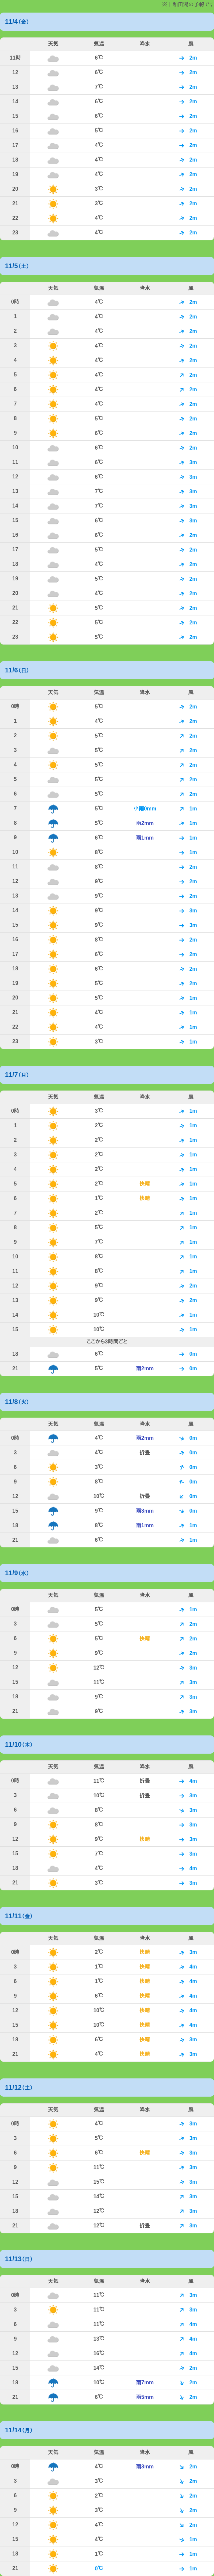 11/4(金)
天気 気温 降水 風
11時 6℃ 2m
12 6℃ 2m
13 7℃ 2m
14 6℃ 2m
15 6℃ 2m
16 5℃ 2m
17 4℃ 2m
18 4℃ 2m
19 4℃ 2m
20 3℃ 2m
21 3℃ 2m
22 4℃ 2m
23 4℃ 2m
11/5(土)
天気 気温 降水 風
0時 4℃ 2m
1 4℃ 2m
2 4℃ 2m
3 4℃ 2m
4 4℃ 2m
5 4℃ 2m
6 4℃ 2m
7 4℃ 2m
8 5℃ 2m
9 6℃ 2m
10 6℃ 2m
11 6℃ 3m
12 6℃ 3m
13 7℃ 3m
14 7℃ 3m
15 6℃ 3m
16 6℃ 2m
17 5℃ 2m
18 4℃ 2m
19 5℃ 2m
20 4℃ 2m
21 5℃ 2m
22 5℃ 2m
23 5℃ 2m
11/6(日)
天気 気温 降水 風
0時 5℃ 2m
1 4℃ 2m
2 5℃ 2m
3 5℃ 2m
4 5℃ 2m
5 5℃ 2m
6 5℃ 2m
7 5℃ 小雨0mm 1m
8 5℃ 雨2mm 1m
9 6℃ 雨1mm 1m
10 8℃ 1m
11 8℃ 2m
12 9℃ 2m
13 9℃ 2m
14 9℃ 3m
15 9℃ 3m
16 8℃ 2m
17 6℃ 2m
18 6℃ 2m
19 5℃ 2m
20 5℃ 1m
21 4℃ 1m
22 4℃ 1m
23 3℃ 1m
11/7(月)
天気 気温 降水 風
0時 3℃ 1m
1 2℃ 1m
2 2℃ 1m
3 2℃ 1m
4 2℃ 1m
5 2℃ 快晴 1m
6 1℃ 快晴 1m
7 2℃ 1m
8 5℃ 1m
9 7℃ 1m
10 8℃ 1m
11 8℃ 1m
12 9℃ 2m
13 9℃ 2m
14 10℃ 1m
15 10℃ 1m
ここから3時間ごと
18 6℃ 0m
21 5℃ 雨2mm 0m
11/8(火)
天気 気温 降水 風
0時 4℃ 雨2mm 0m
3 4℃ 折畳 0m
6 3℃ 0m
9 8℃ 0m
12 10℃ 折畳 0m
15 9℃ 雨3mm 0m
18 8℃ 雨1mm 1m
21 6℃ 1m
11/9(水)
天気 気温 降水 風
0時 5℃ 1m
3 5℃ 2m
6 5℃ 快晴 2m
9 9℃ 2m
12 12℃ 3m
15 11℃ 3m
18 9℃ 3m
21 9℃ 3m
11/10(木)
天気 気温 降水 風
0時 11℃ 折畳 4m
3 10℃ 折畳 3m
6 8℃ 3m
9 8℃ 3m
12 9℃ 快晴 3m
15 7℃ 3m
18 4℃ 4m
21 3℃ 3m
11/11(金)
天気 気温 降水 風
0時 2℃ 快晴 3m
3 1℃ 快晴 4m
6 1℃ 快晴 4m
9 6℃ 快晴 4m
12 10℃ 快晴 4m
15 10℃ 快晴 4m
18 6℃ 快晴 3m
21 4℃ 快晴 3m
11/12(土)
天気 気温 降水 風
0時 4℃ 3m
3 5℃ 3m
6 6℃ 快晴 3m
9 11℃ 3m
12 15℃ 3m
15 14℃ 3m
18 12℃ 3m
21 12℃ 折畳 3m
11/13(日)
天気 気温 降水 風
0時 11℃ 3m
3 11℃ 3m
6 11℃ 4m
9 13℃ 4m
12 16℃ 4m
15 14℃ 2m
18 10℃ 雨7mm 2m
21 6℃ 雨5mm 2m
11/14(月)
天気 気温 降水 風
0時 4℃ 雨3mm 2m
3 3℃ 2m
6 2℃ 2m
9 3℃ 2m
12 4℃ 2m
15 4℃ 1m
18 1℃ 1m
21 0℃ 1m